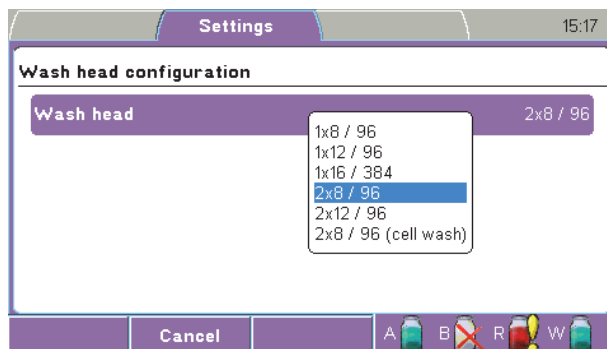 Settings
15:17
Wash head configuration
Wash head
2x8 / 96
1x8 / 96
1x12 / 96
1x16 / 384
2x8 / 96
2x12 / 96
2x8 / 96 (cell wash)
Cancel
A B R W